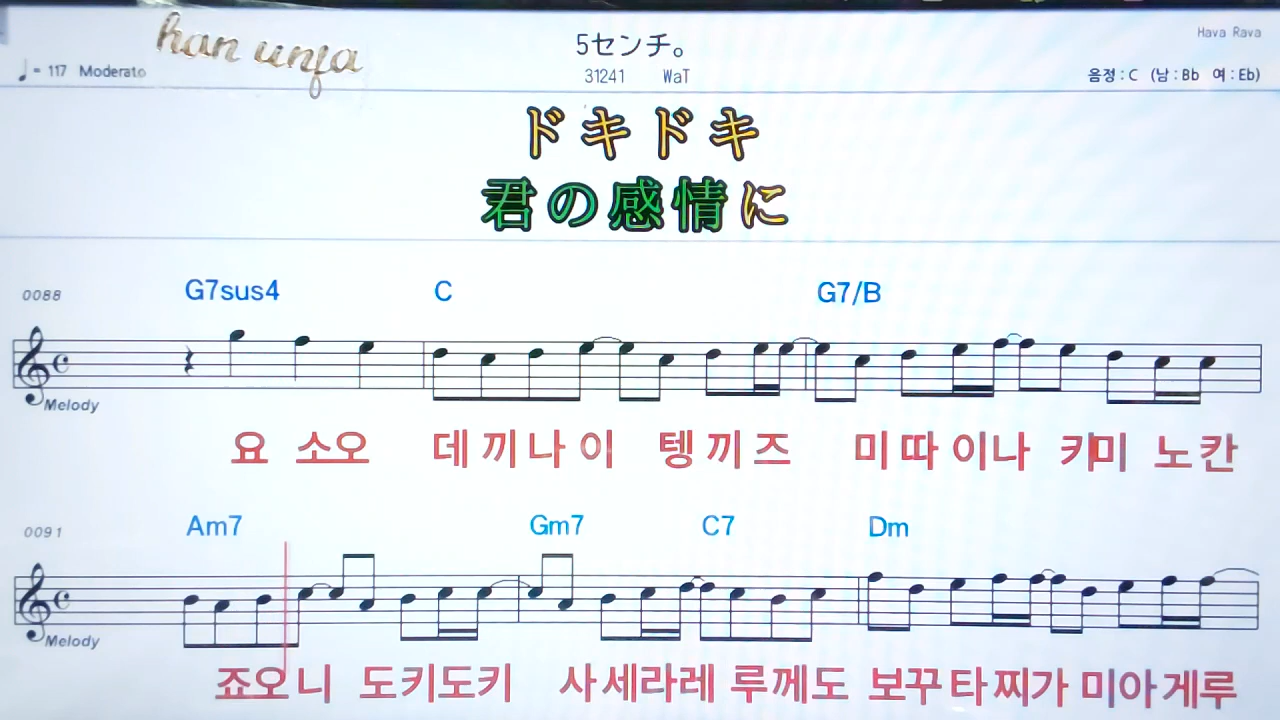 han unja
Hava Rava
5センチ。
♩= 117 Moderato
31241 WaT
음정 : C (남 : Bb 여 : Eb)
ドキドキ
君の感情に
0088
G7sus4 C G7/B
Melody
요 소오 데끼나이 텡끼즈 미따이나 키미 노칸
0091
Am7 Gm7 C7 Dm
Melody
죠오니 도키도키 사세라레 루께도 보꾸타찌가 미아게루